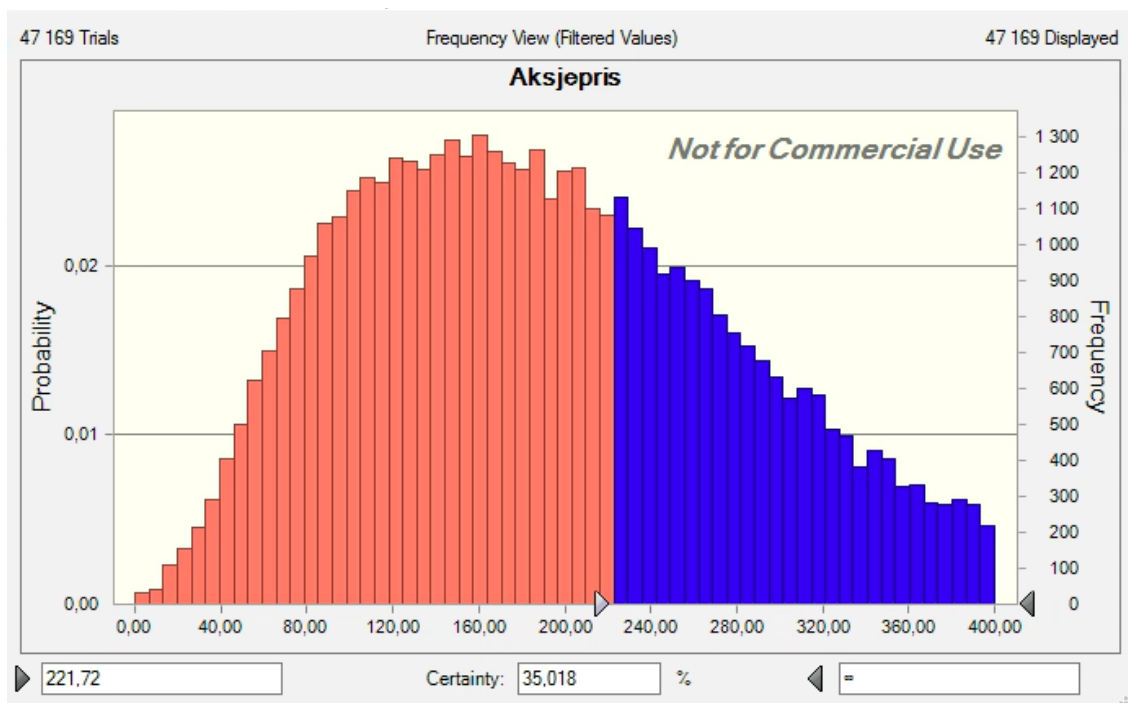 47 169 Trials
Frequency View (Filtered Values)
47 169 Displayed
Aksjepris
Not for Commercial Use
Probability
0,02
0,01
0,00
1 300
1 200
1 100
1 000
900
800
700
600
500
400
300
200
100
0
Frequency
0,00 40,00 80,00 120,00 160,00 200,00 240,00 280,00 320,00 360,00 400,00
221,72
Certainty: 35,018 %